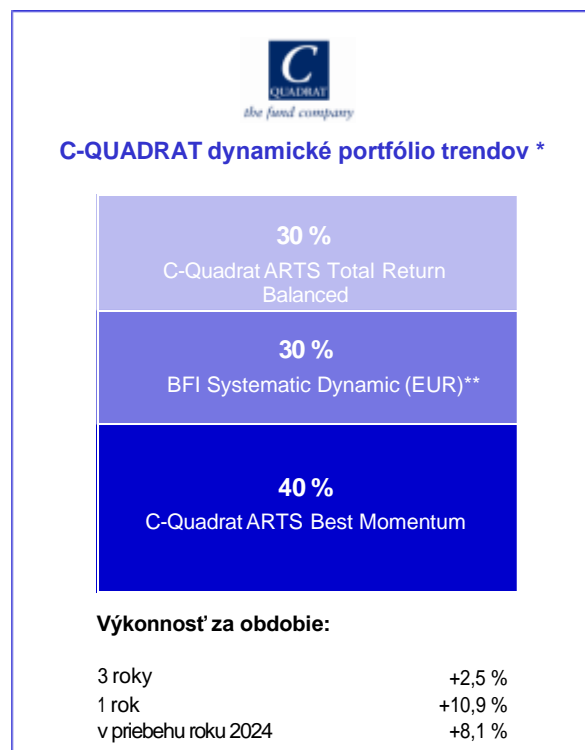 C
QUADRAT
the fund company
C-QUADRAT dynamické portfólio trendov *
30 %
C-Quadrat ARTS Total Return
Balanced
30 %
BFI Systematic Dynamic (EUR)**
40 %
C-Quadrat ARTS Best Momentum
Výkonnosť za obdobie:
3 roky +2,5 %
1 rok +10,9 %
v priebehu roku 2024 +8,1 %